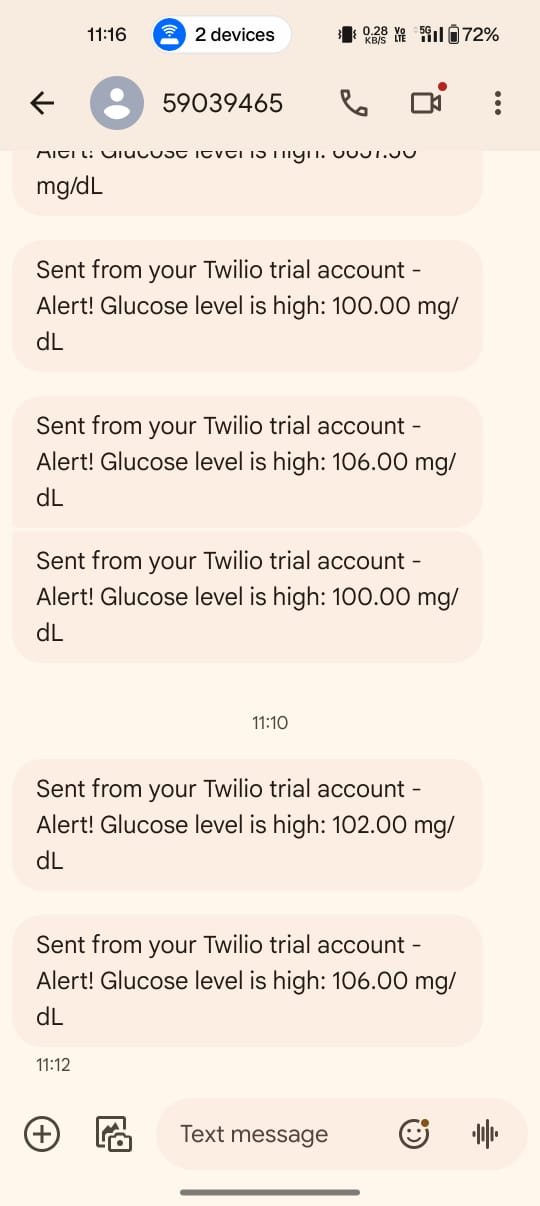 11:16
2 devices
0.28
KB/S
Vo
LTE
5G
72%
59039465
Alert! Glucose level is high:
mg/dL
Sent from your Twilio trial account -
Alert! Glucose level is high: 100.00 mg/
dL
Sent from your Twilio trial account -
Alert! Glucose level is high: 106.00 mg/
dL
Sent from your Twilio trial account -
Alert! Glucose level is high: 100.00 mg/
dL
11:10
Sent from your Twilio trial account -
Alert! Glucose level is high: 102.00 mg/
dL
Sent from your Twilio trial account -
Alert! Glucose level is high: 106.00 mg/
dL
11:12
Text message